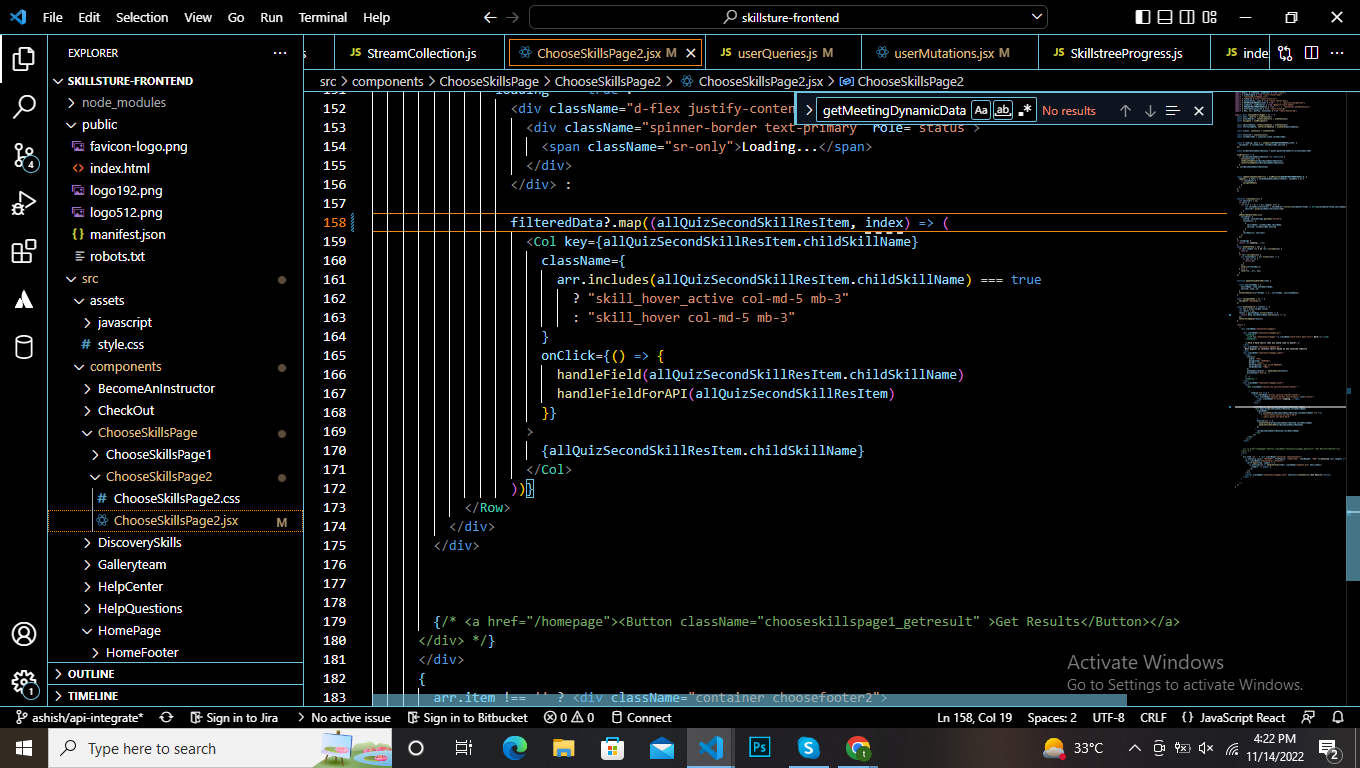 File Edit Selection View Go Run Terminal Help
skillsture-frontend
EXPLORER
StreamCollection.js
ChooseSkillsPage2.jsx M
userQueries.js M
userMutations.jsx M
SkillstreeProgress.js
src > components > ChooseSkillsPage > ChooseSkillsPage2 > ChooseSkillsPage2.jsx > ChooseSkillsPage2
getMeetingDynamicData Aa ab .* No results
SKILLSTURE-FRONTEND
node_modules
public
favicon-logo.png
index.html
logo192.png
logo512.png
manifest.json
robots.txt
src
assets
javascript
style.css
components
BecomeAnInstructor
CheckOut
ChooseSkillsPage
ChooseSkillsPage1
ChooseSkillsPage2
ChooseSkillsPage2.css
ChooseSkillsPage2.jsx M
DiscoverySkills
Galleryteam
HelpCenter
HelpQuestions
HomePage
HomeFooter
OUTLINE
TIMELINE
152 <div className="d-flex justify-conten
153 <div className="spinner-border text-primary" role="status">
154 <span className="sr-only">Loading...</span>
155 </div>
156 </div> :
157
158 filteredData?.map((allQuizSecondSkillResItem, index) => (
159 <Col key={allQuizSecondSkillResItem.childSkillName}
160 className={
161 arr.includes(allQuizSecondSkillResItem.childSkillName) === true
162 ? "skill_hover_active col-md-5 mb-3"
163 : "skill_hover col-md-5 mb-3"
164 }
165 onClick={() => {
166 handleField(allQuizSecondSkillResItem.childSkillName)
167 handleFieldForAPI(allQuizSecondSkillResItem)
168 }}
169 >
170 {allQuizSecondSkillResItem.childSkillName}
171 </Col>
172 ))}
173 </Row>
174 </div>
175 </div>
176
177
178
179 {/* <a href="/homepage"><Button className="chooseskillspage1_getresult" >Get Results</Button></a>
180 </div> */}
181 </div>
182 {
183 arr.item !== '' ? <div className="container choosefooter2">
Activate Windows
Go to Settings to activate Windows.
ashish/api-integrate* Sign in to Jira No active issue Sign in to Bitbucket 0 0 Connect Ln 158, Col 19 Spaces: 2 UTF-8 CRLF {} JavaScript React
Type here to search
33°C
4:22 PM
11/14/2022
2